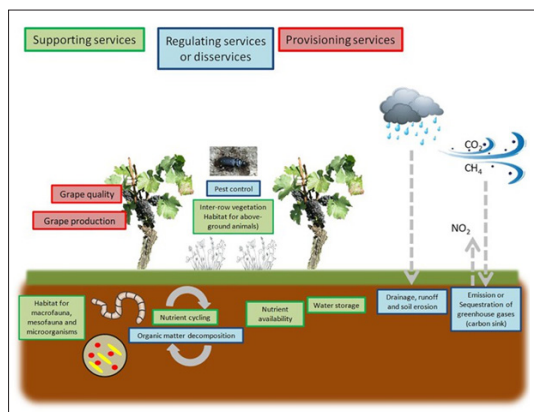 Supporting services
Regulating services
or disservices
Provisioning services
CO2
CH4
Grape quality
Grape production
Pest control
Inter-row vegetation
Habitat for above-
ground animals)
NO2
Habitat for
macrofauna,
mesofauna and
microorganisms
Nutrient cycling
Organic matter decomposition
Nutrient
availability
Water storage
Drainage, runoff
and soil erosion
Emission or
Sequestration of
greenhouse gases
(carbon sink)